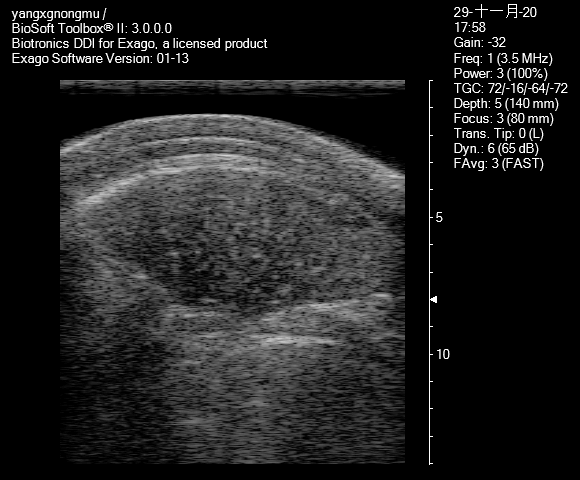 yangxgnongmu /
BioSoft Toolbox® II: 3.0.0.0
Biotronics DDI for Exago, a licensed product
Exago Software Version: 01-13
29-十一月-20
17:58
Gain: -32
Freq: 1 (3.5 MHz)
Power: 3 (100%)
TGC: 72/-16/-64/-72
Depth: 5 (140 mm)
Focus: 3 (80 mm)
Trans. Tip: 0 (L)
Dyn.: 6 (65 dB)
FAvg: 3 (FAST)
5
10